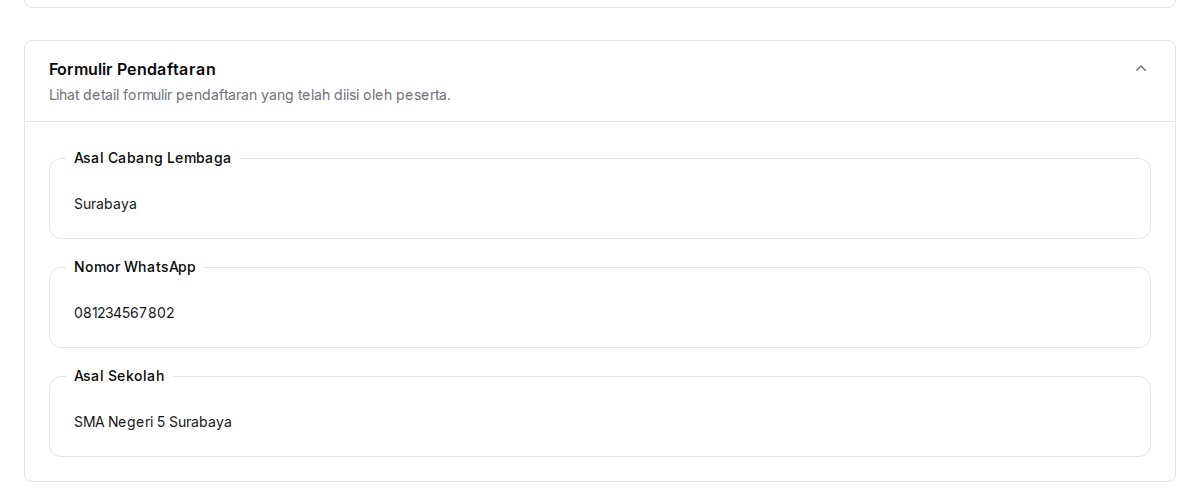 Formulir Pendaftaran
Lihat detail formulir pendaftaran yang telah diisi oleh peserta.
Asal Cabang Lembaga
Surabaya
Nomor WhatsApp
081234567802
Asal Sekolah
SMA Negeri 5 Surabaya